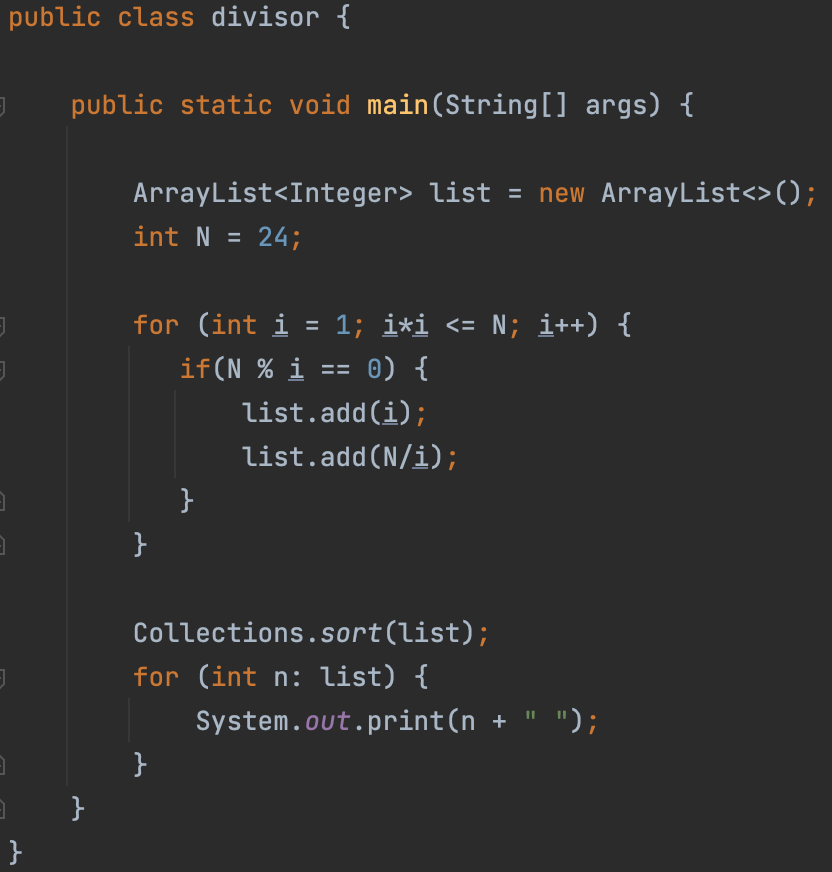 public class divisor {
public static void main(String[] args) {
ArrayList<Integer> list = new ArrayList<>();
int N = 24;
for (int i = 1; i*i <= N; i++) {
if(N % i == 0) {
list.add(i);
list.add(N/i);
}
}
Collections.sort(list);
for (int n: list) {
System.out.print(n + " ");
}
}
}